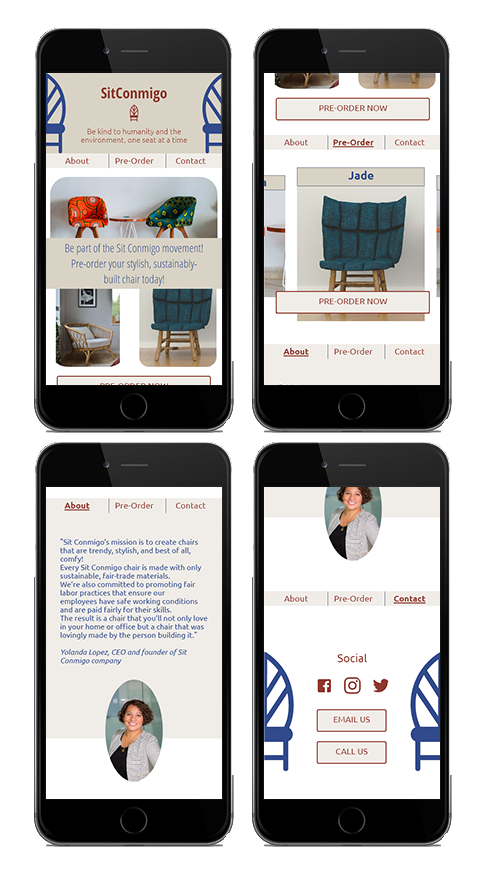 SitConmigo
Be kind to humanity and the
environment, one seat at a time
About Pre-Order Contact
Be part of the Sit Conmigo movement!
Pre-order your stylish, sustainably-
built chair today!
PRE-ORDER NOW
PRE-ORDER NOW
About Pre-Order Contact
Jade
PRE-ORDER NOW
About Pre-Order Contact
About Pre-Order Contact
"Sit Conmigo's mission is to create chairs
that are trendy, stylish, and best of all,
comfy!
Every Sit Conmigo chair is made with only
sustainable, fair-trade materials.
We're also committed to promoting fair
labor practices that ensure our
employees have safe working conditions
and are paid fairly for their skills.
The result is a chair that you'll not only love
in your home or office but a chair that was
lovingly made by the person building it."
Yolanda Lopez, CEO and founder of Sit
Conmigo company
About Pre-Order Contact
Social
EMAIL US
CALL US